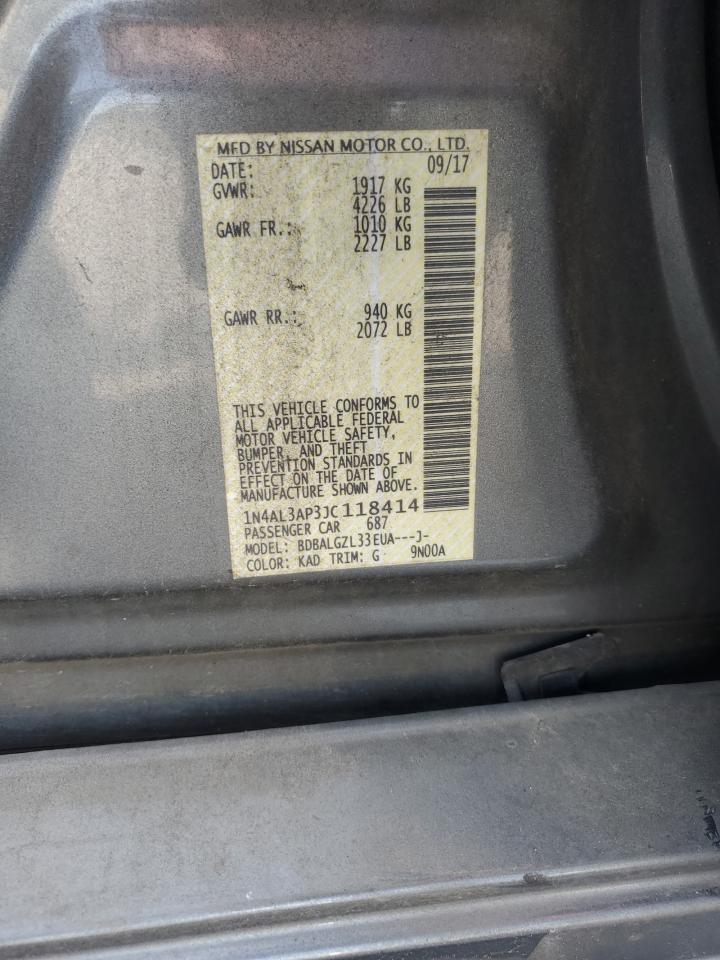 MFD BY NISSAN MOTOR CO., LTD.
DATE: 09/17
GVWR: 1917 KG
4226 LB
GAWR FR.: 1010 KG
2227 LB
GAWR RR.: 940 KG
2072 LB
THIS VEHICLE CONFORMS TO
ALL APPLICABLE FEDERAL
MOTOR VEHICLE SAFETY,
BUMPER, AND THEFT
PREVENTION STANDARDS IN
EFFECT ON THE DATE OF
MANUFACTURE SHOWN ABOVE.
1N4AL3AP3JC118414
PASSENGER CAR 687
MODEL: BDBALGZL33EUA---J-
COLOR: KAD TRIM: G 9N00A